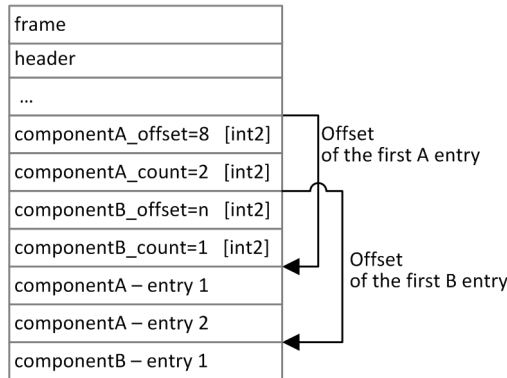 frame
header
...
componentA_offset=8 [int2]
componentA_count=2 [int2]
componentB_offset=n [int2]
componentB_count=1 [int2]
componentA – entry 1
componentA – entry 2
componentB – entry 1
Offset
of the first A entry
Offset
of the first B entry